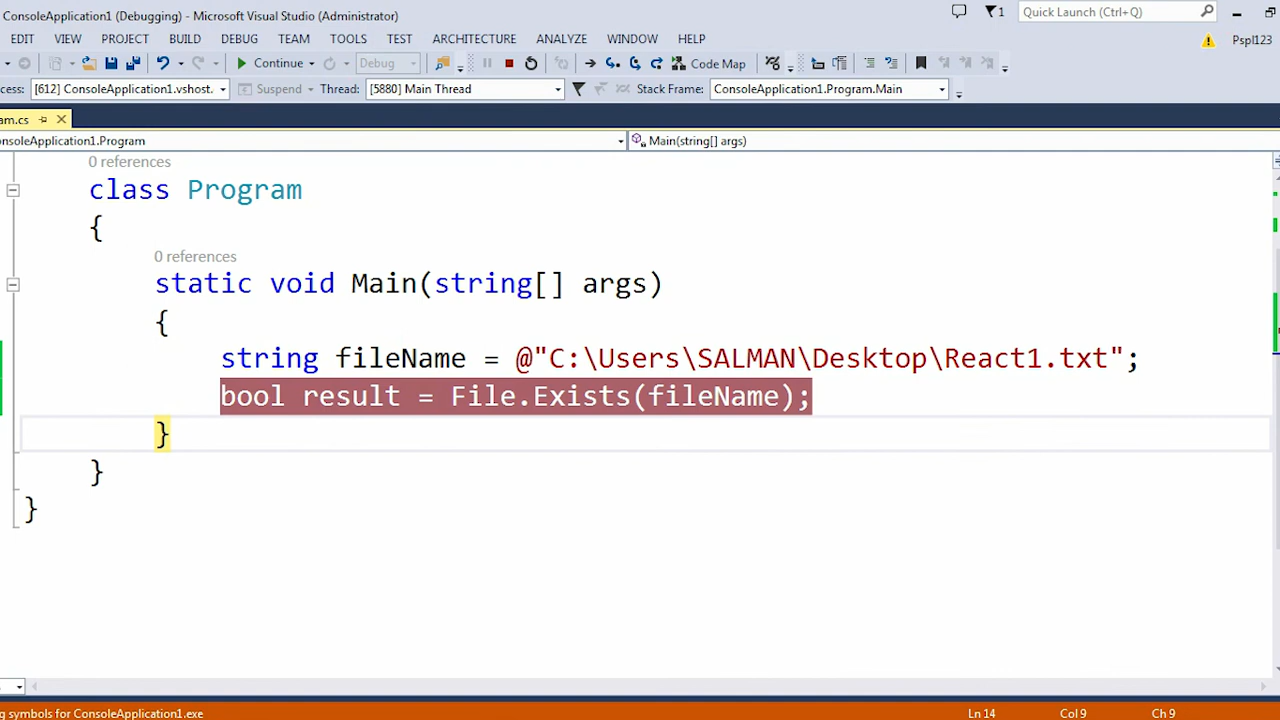 ConsoleApplication1 (Debugging) - Microsoft Visual Studio (Administrator)
1
Quick Launch (Ctrl+Q)
EDIT VIEW PROJECT BUILD DEBUG TEAM TOOLS TEST ARCHITECTURE ANALYZE WINDOW HELP
Pspl123
Continue Debug Code Map
cess: [612] ConsoleApplication1.vshost. Suspend Thread: [5880] Main Thread Stack Frame: ConsoleApplication1.Program.Main
am.cs
onsoleApplication1.Program Main(string[] args)
0 references
class Program
{
0 references
static void Main(string[] args)
{
string fileName = @"C:\Users\SALMAN\Desktop\React1.txt";
bool result = File.Exists(fileName);
}
}
}
g symbols for ConsoleApplication1.exe Ln 14 Col 9 Ch 9